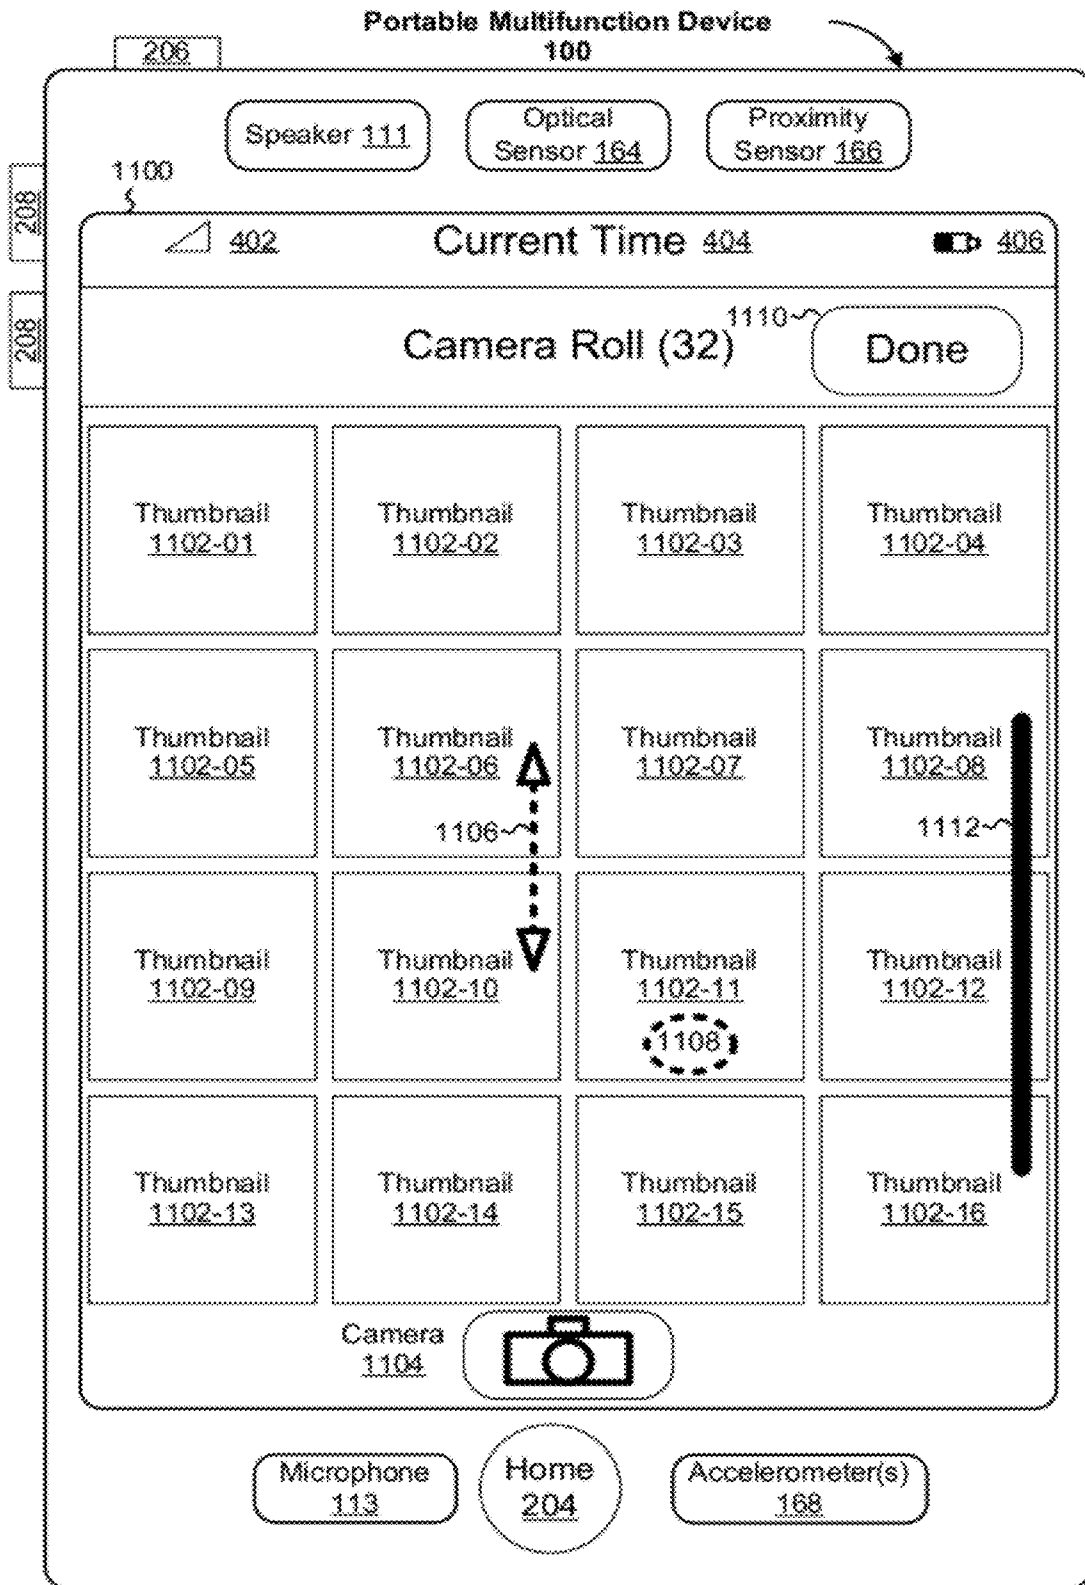 Portable Multifunction Device
100
206
Speaker 111
Optical
Sensor 164
Proximity
Sensor 166
208
208
1100
402
Current Time 404
406
Camera Roll (32)
1110
Done
Thumbnail
1102-01
Thumbnail
1102-02
Thumbnail
1102-03
Thumbnail
1102-04
Thumbnail
1102-05
Thumbnail
1102-06
Thumbnail
1102-07
Thumbnail
1102-08
1106
1112
Thumbnail
1102-09
Thumbnail
1102-10
Thumbnail
1102-11
1108
Thumbnail
1102-12
Thumbnail
1102-13
Thumbnail
1102-14
Thumbnail
1102-15
Thumbnail
1102-16
Camera
1104
Microphone
113
Home
204
Accelerometer(s)
168